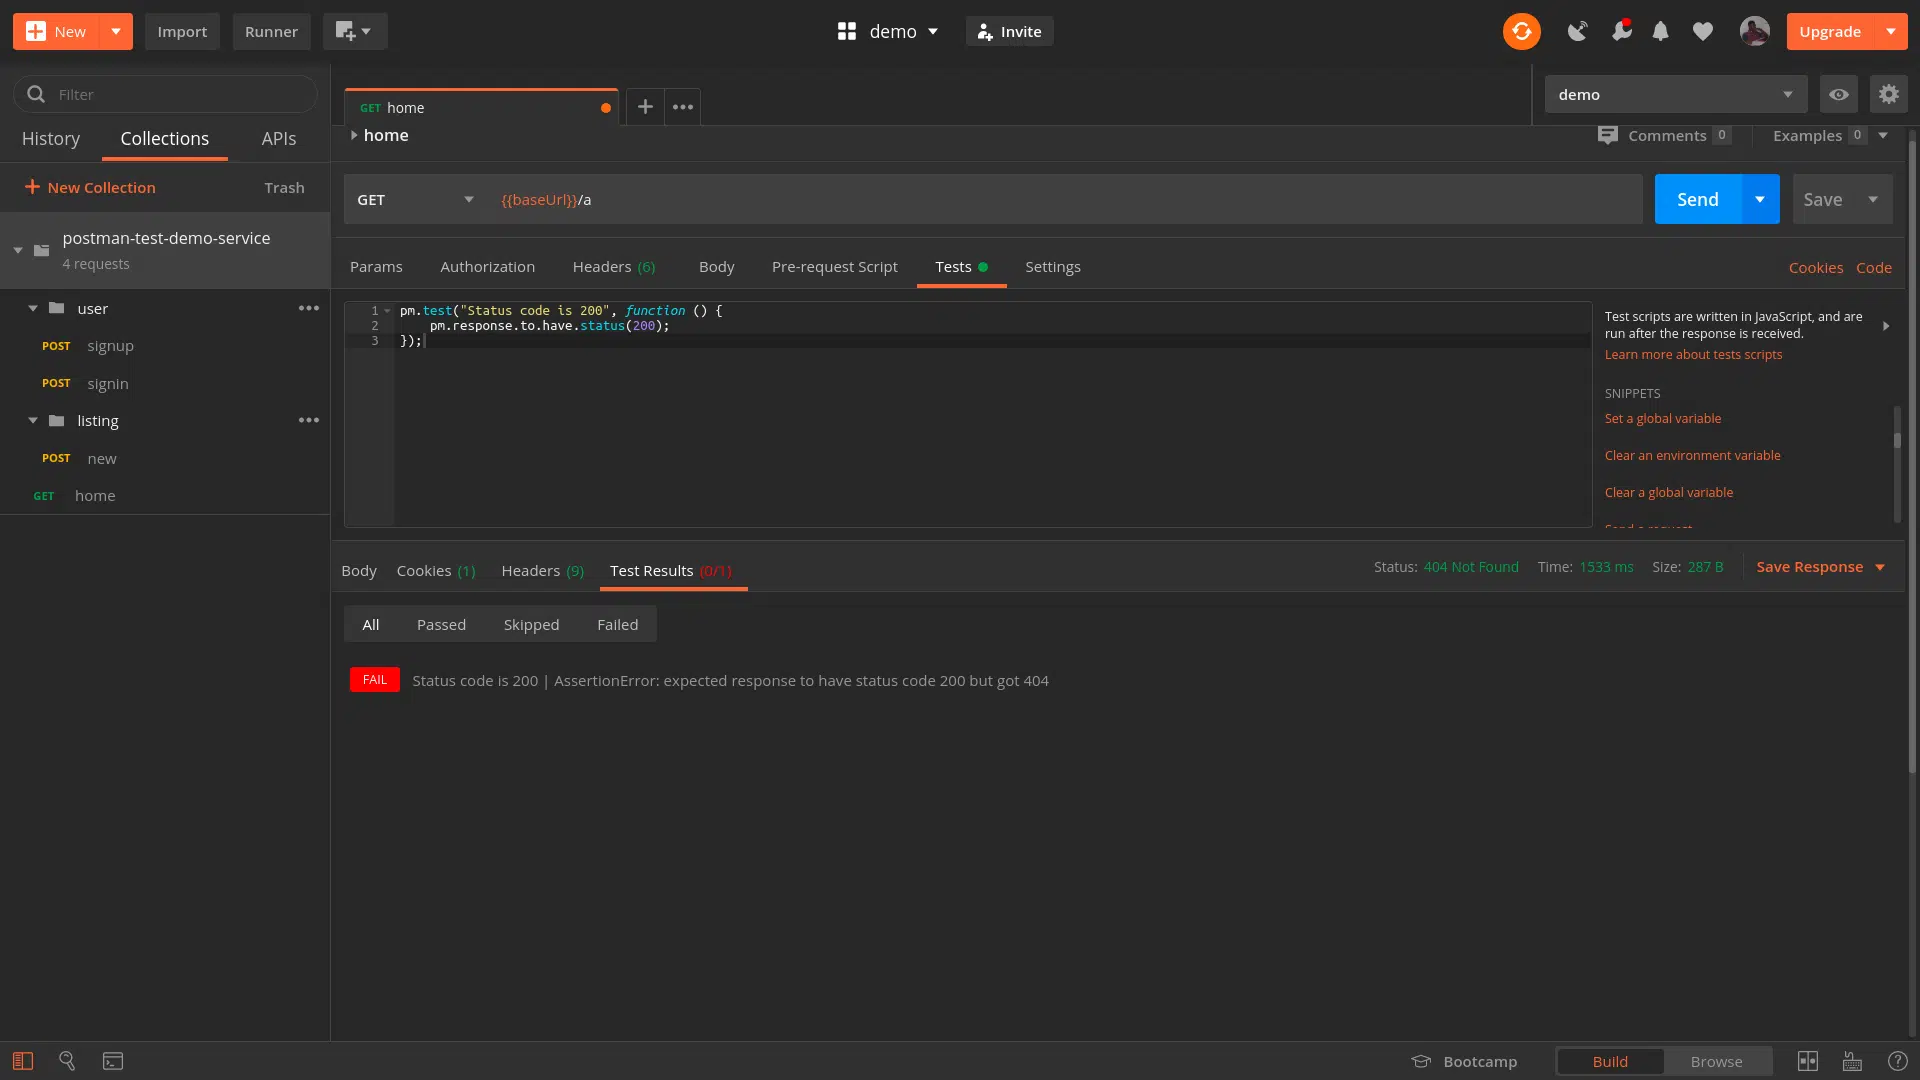 New
Import
Runner
demo
Invite
Upgrade
Filter
History
Collections
APIs
New Collection
Trash
postman-test-demo-service
4 requests
user
POST signup
POST signin
listing
POST new
GET home
GET home
demo
home
Comments 0
Examples 0
GET
{{baseUrl}}/a
Send
Save
Params
Authorization
Headers (6)
Body
Pre-request Script
Tests
Settings
Cookies
Code
1 pm.test("Status code is 200", function () {
2 pm.response.to.have.status(200);
3 });
Test scripts are written in JavaScript, and are
run after the response is received.
Learn more about tests scripts
SNIPPETS
Set a global variable
Clear an environment variable
Clear a global variable
Send a request
Body
Cookies (1)
Headers (9)
Test Results (0/1)
Status: 404 Not Found
Time: 1533 ms
Size: 287 B
Save Response
All
Passed
Skipped
Failed
FAIL
Status code is 200 | AssertionError: expected response to have status code 200 but got 404
Bootcamp
Build
Browse